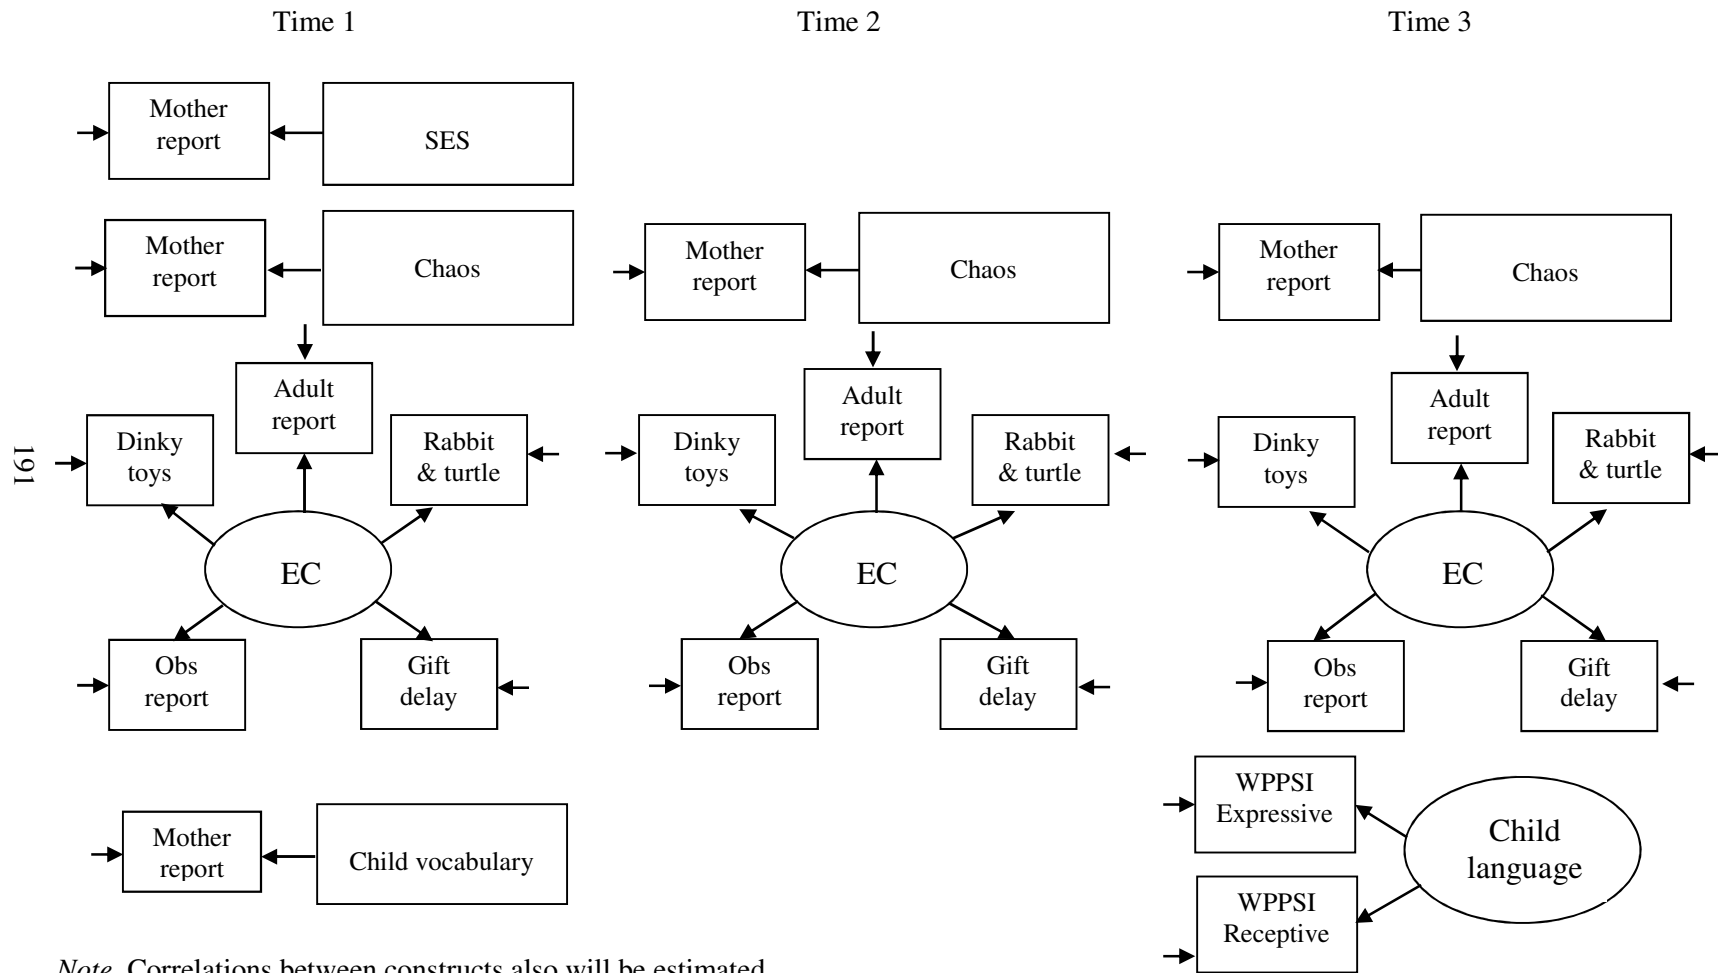 Time 1
Time 2
Time 3
Mother
report
SES
Mother
report
Chaos
Mother
report
Chaos
Mother
report
Chaos
Adult
report
Dinky
toys
Rabbit
& turtle
EC
Obs
report
Gift
delay
Adult
report
Dinky
toys
Rabbit
& turtle
EC
Obs
report
Gift
delay
Adult
report
Dinky
toys
Rabbit
& turtle
EC
Obs
report
Gift
delay
Mother
report
Child vocabulary
WPPSI
Expressive
WPPSI
Receptive
Child
language
191
Note. Correlations between constructs also will be estimated